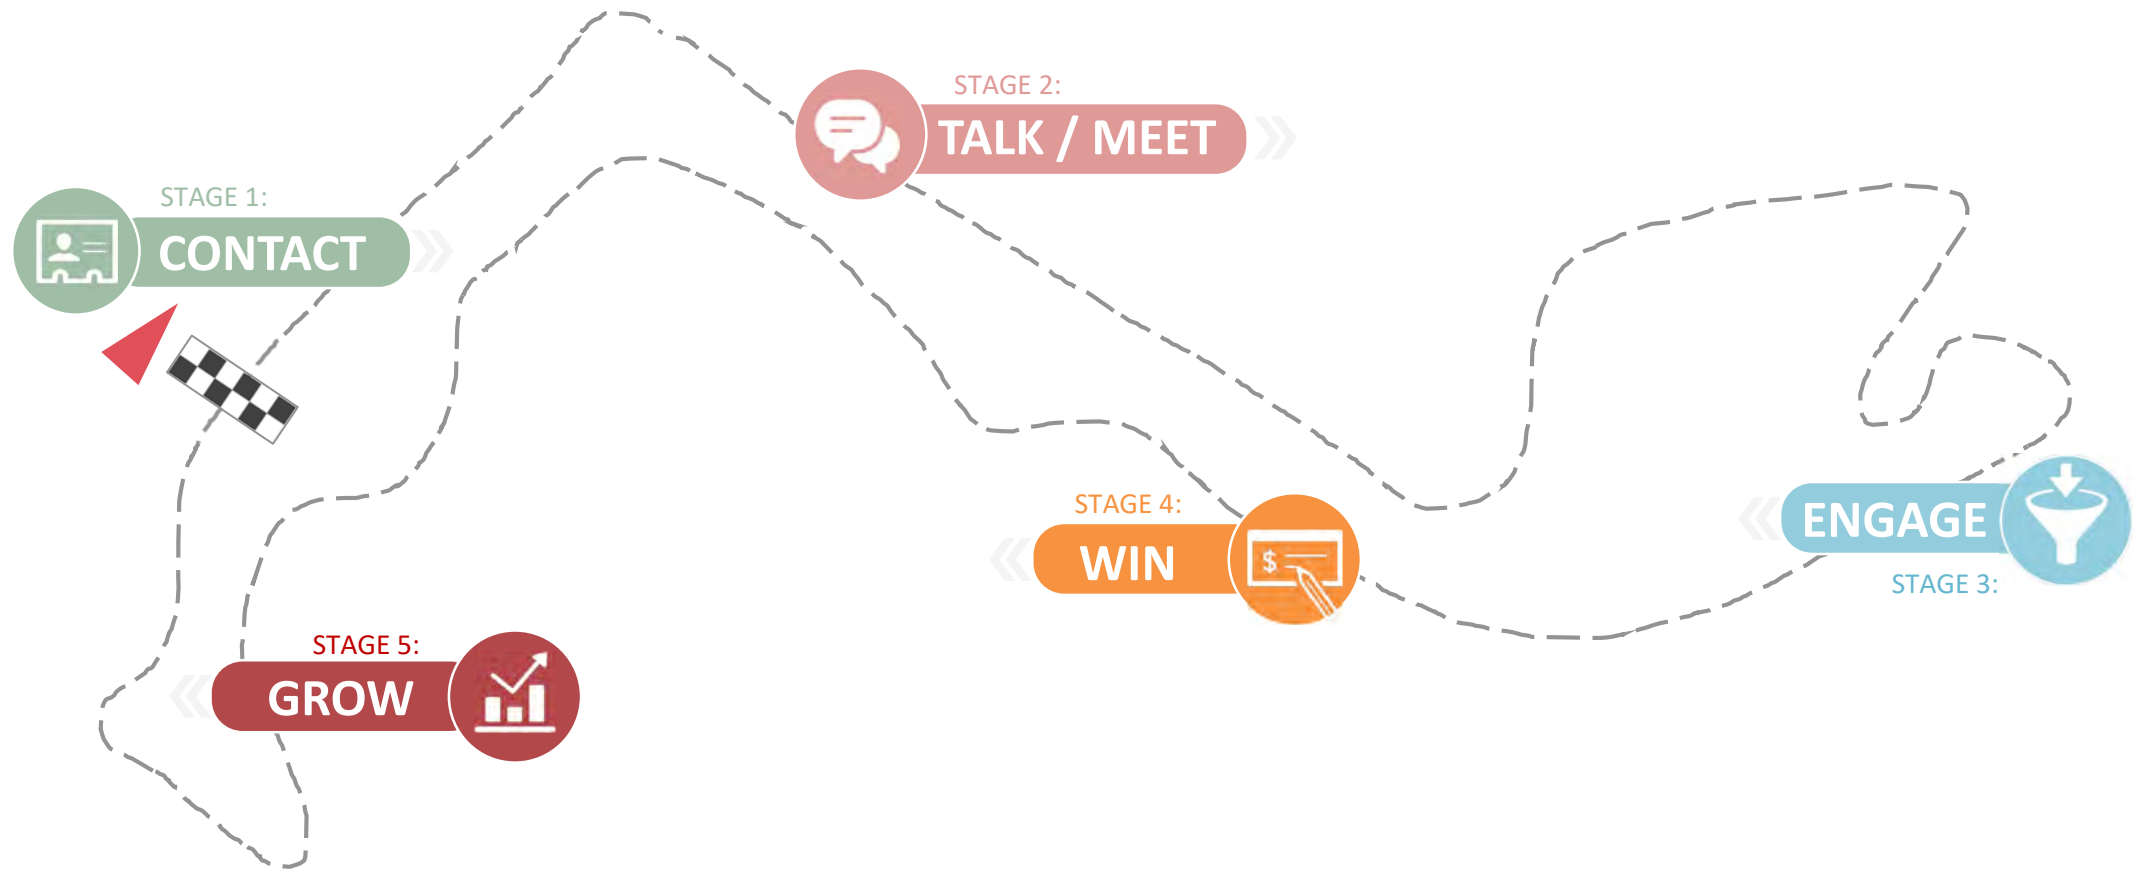 STAGE 1:
CONTACT
STAGE 2:
TALK / MEET
ENGAGE
STAGE 3:
STAGE 4:
WIN
$
STAGE 5:
GROW